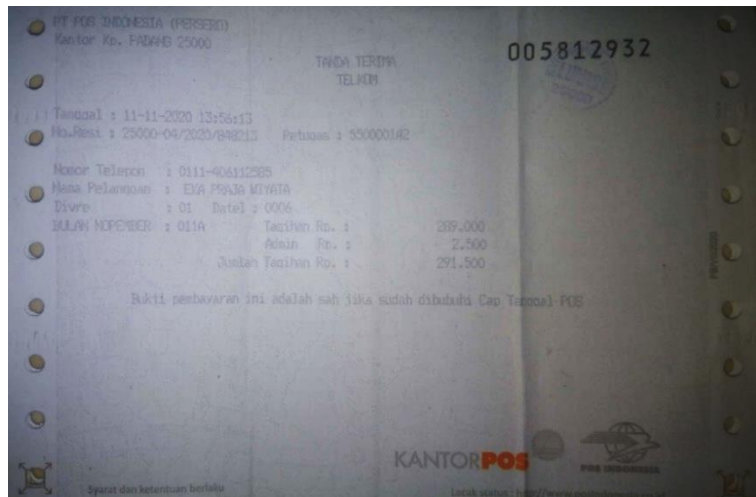 PT POS INDONESIA (PERSERO)
Kantor Kp. PADANG 25000
005812932
TANDA TERIMA
TELKOM
Tanggal : 11-11-2020 13:56:13
No.Resi : 25000-04/2020/848213 Petugas : 550000142
Nomor Telepon : 0111-406112585
Nama Pelanggan : EKA PRAJA WIYATA
Divre : 01 Datel : 0006
BULAN NOPEMBER : 011A Tagihan Rp. : 289.000
Admin Rp. : 2.500
Jumlah Tagihan Rp. : 291.500
Bukti pembayaran ini adalah sah jika sudah dibubuhi Cap Tanggal POS
KANTORPOS
POS INDONESIA
Syarat dan ketentuan berlaku
Lacak status :